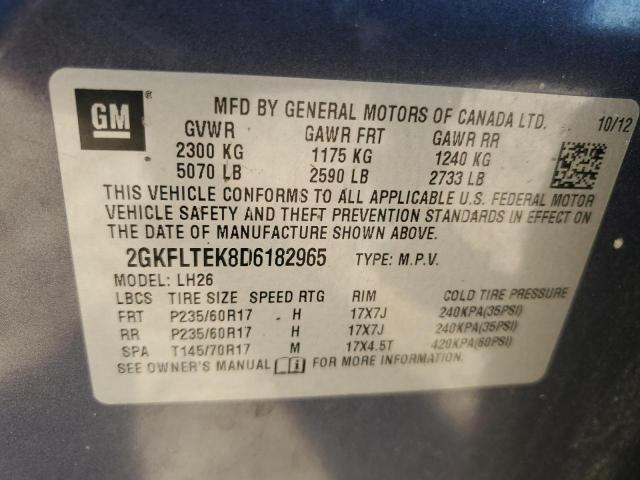 GM
MFD BY GENERAL MOTORS OF CANADA LTD. 10/12
GVWR GAWR FRT GAWR RR
2300 KG 1175 KG 1240 KG
5070 LB 2590 LB 2733 LB
THIS VEHICLE CONFORMS TO ALL APPLICABLE U.S. FEDERAL MOTOR
VEHICLE SAFETY AND THEFT PREVENTION STANDARDS IN EFFECT ON
THE DATE OF MANUFACTURE SHOWN ABOVE.
2GKFLTEK8D6182965 TYPE: M.P.V.
MODEL: LH26
LBCS TIRE SIZE SPEED RTG RIM COLD TIRE PRESSURE
FRT P235/60R17 H 17X7J 240KPA(35PSI)
RR P235/60R17 H 17X7J 240KPA(35PSI)
SPA T145/70R17 M 17X4.5T 420KPA(60PSI)
SEE OWNER'S MANUAL FOR MORE INFORMATION.